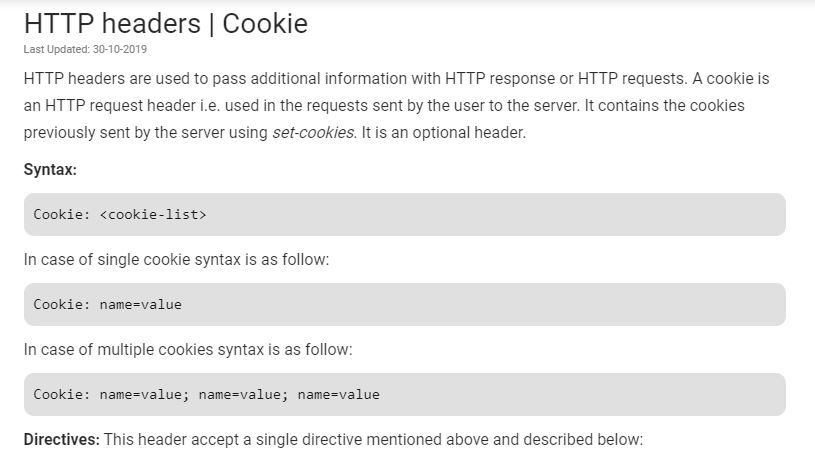 HTTP headers | Cookie
Last Updated: 30-10-2019
HTTP headers are used to pass additional information with HTTP response or HTTP requests. A cookie is
an HTTP request header i.e. used in the requests sent by the user to the server. It contains the cookies
previously sent by the server using set-cookies. It is an optional header.
Syntax:
Cookie: <cookie-list>
In case of single cookie syntax is as follow:
Cookie: name=value
In case of multiple cookies syntax is as follow:
Cookie: name=value; name=value; name=value
Directives: This header accept a single directive mentioned above and described below: